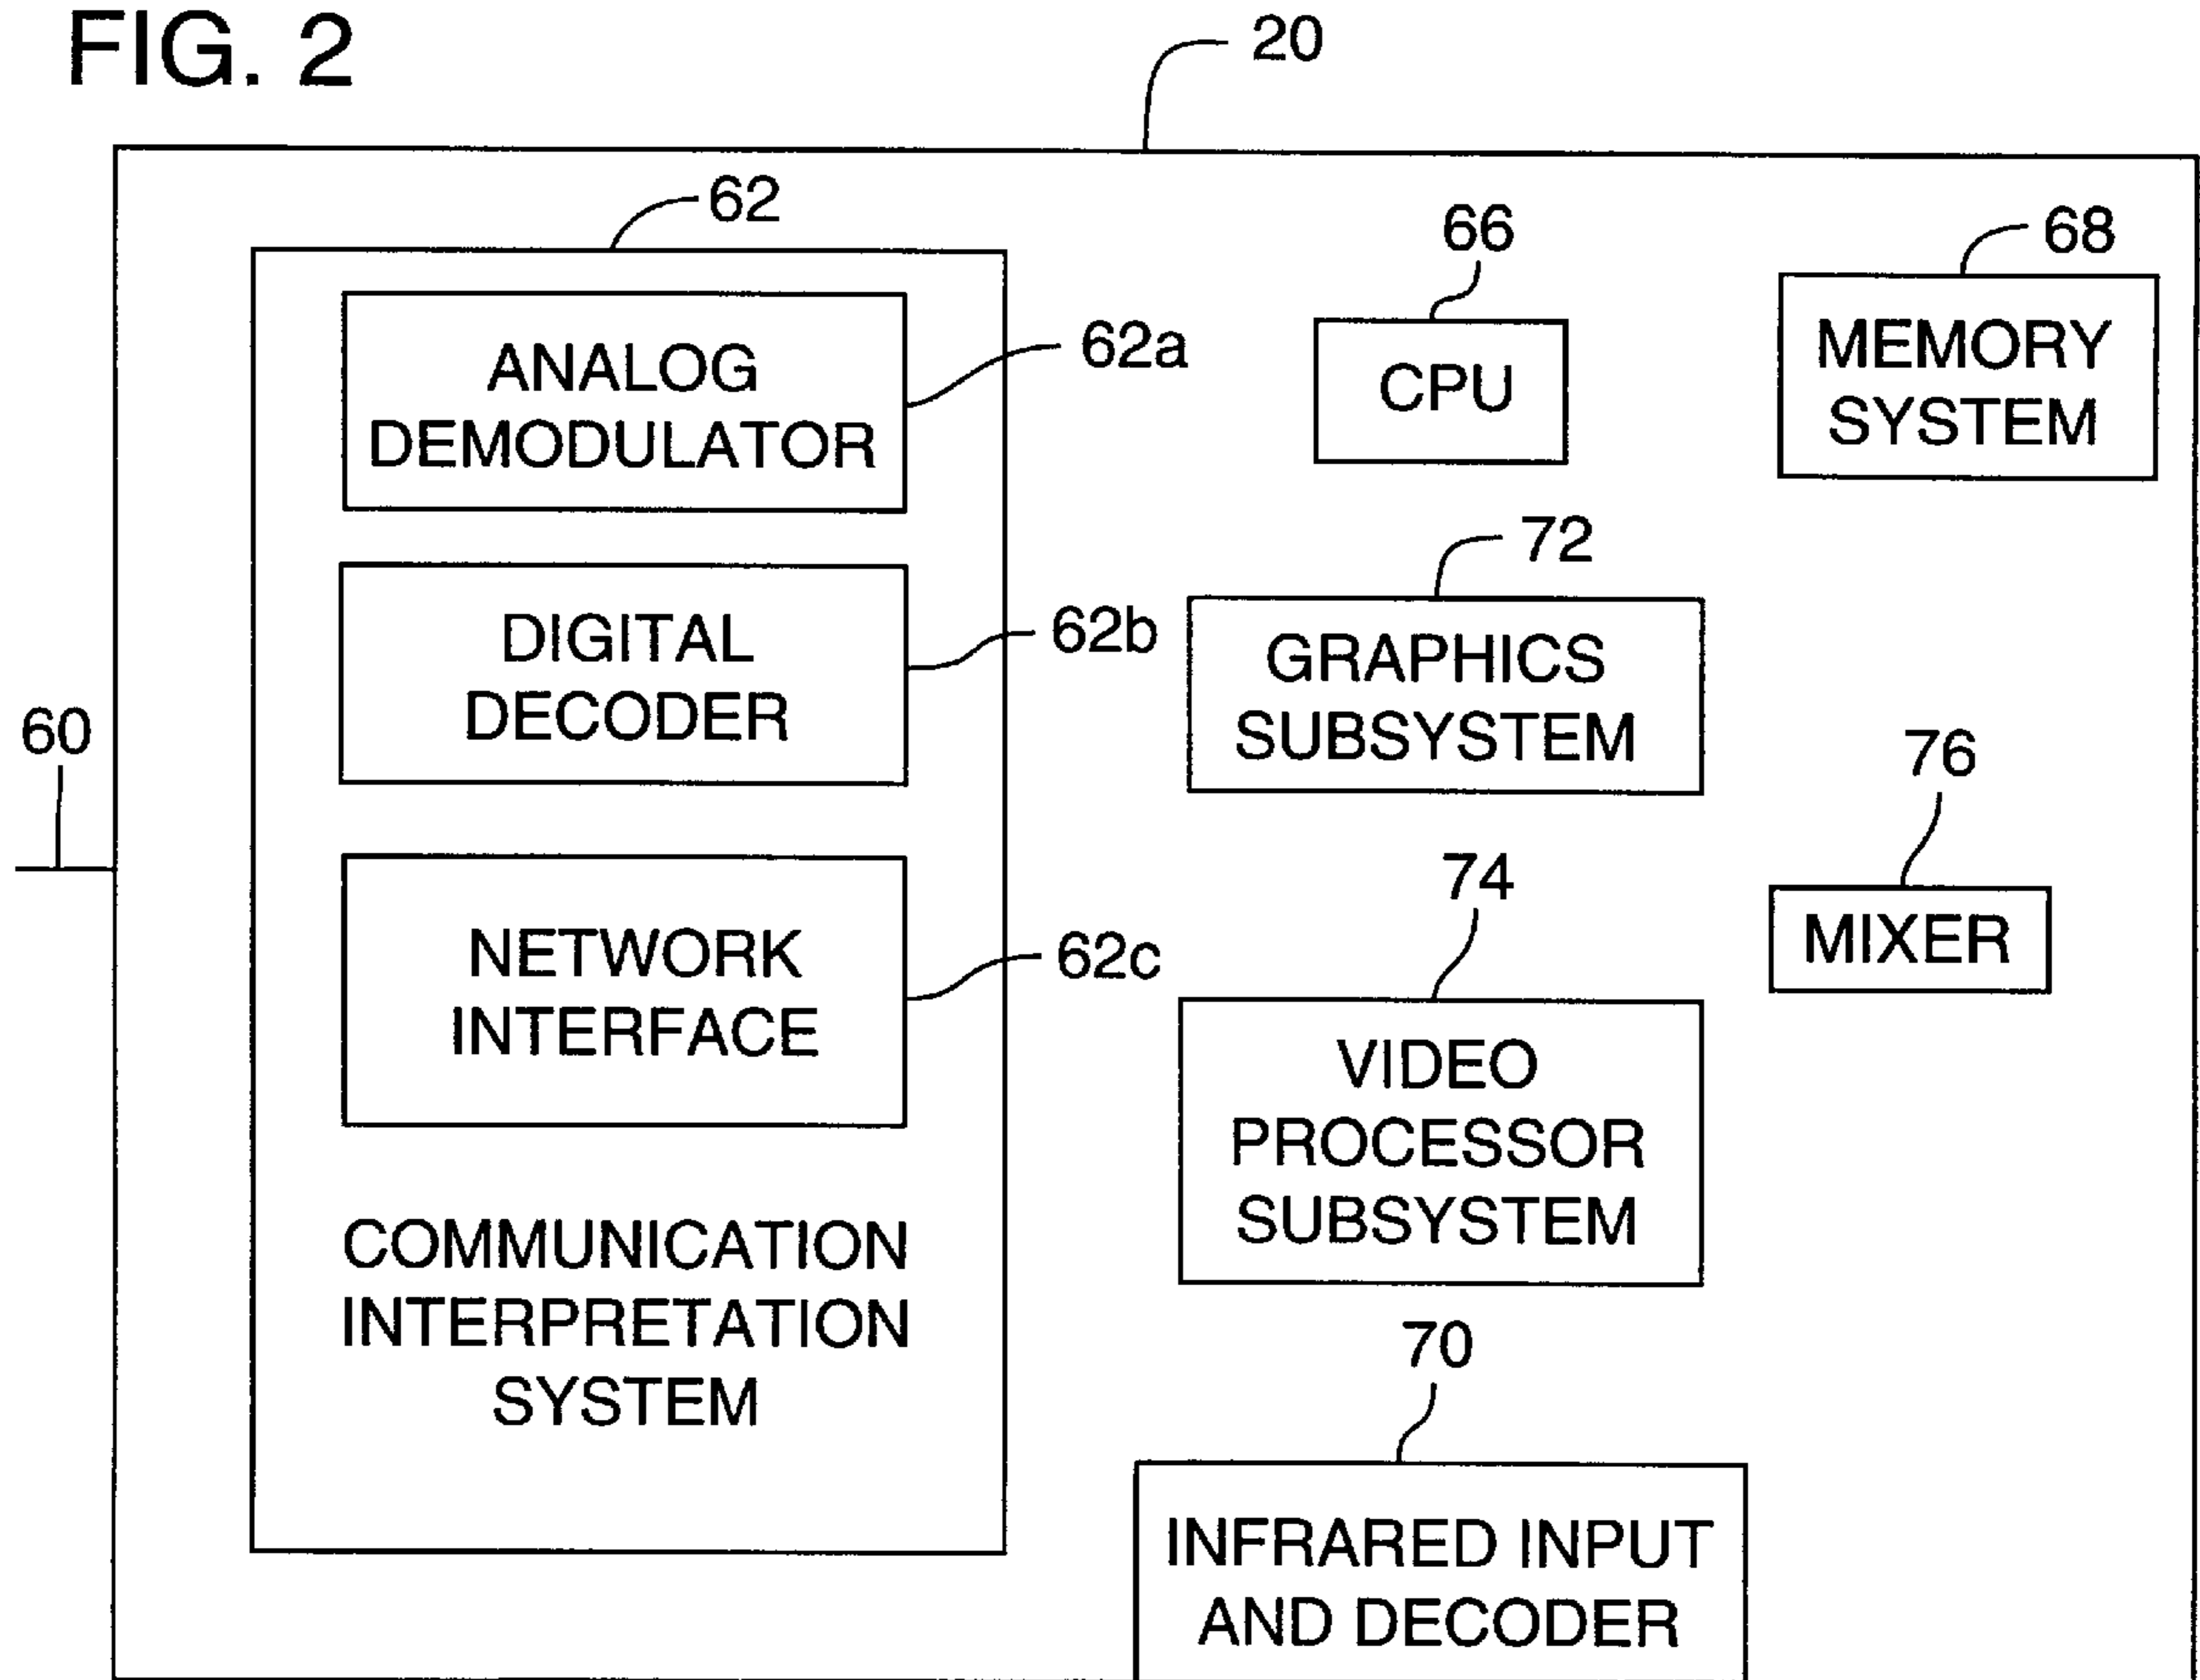 FIG. 2
20
62
ANALOG
DEMODULATOR
62a
DIGITAL
DECODER
62b
NETWORK
INTERFACE
62c
COMMUNICATION
INTERPRETATION
SYSTEM
60
66
CPU
68
MEMORY
SYSTEM
72
GRAPHICS
SUBSYSTEM
76
MIXER
74
VIDEO
PROCESSOR
SUBSYSTEM
70
INFRARED INPUT
AND DECODER